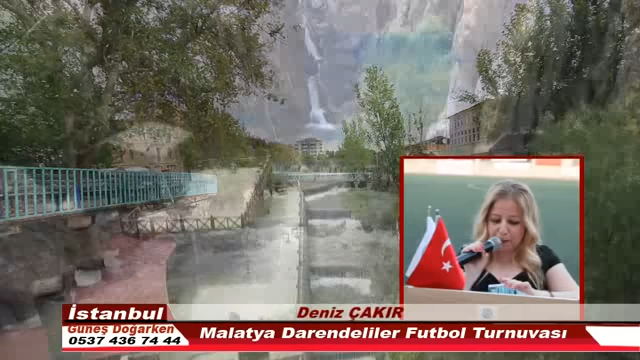 İstanbul
Deniz ÇAKIR
Güneş Doğarken
Malatya Darendeliler Futbol Turnuvası
0537 436 74 44